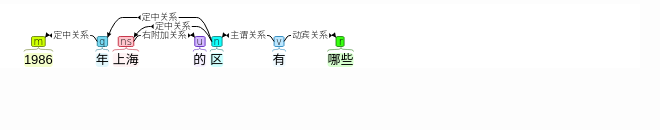 定中关系
定中关系
定中关系 右附加关系 主谓关系 动宾关系
m q ns u n v r
1986 年 上海 的 区 有 哪些